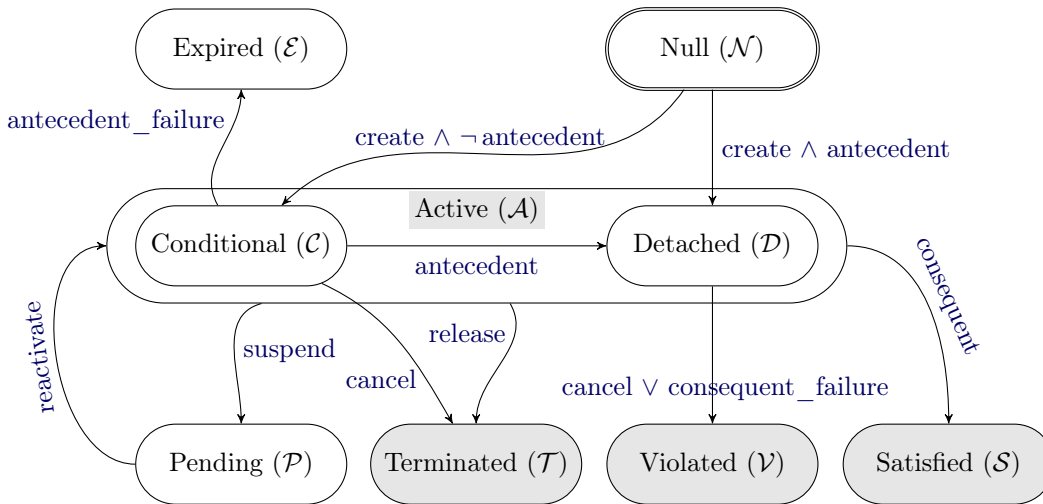 Expired (ℰ)
Null (𝒩)
antecedent_failure
create ∧ ¬ antecedent
create ∧ antecedent
Active (𝒜)
Conditional (𝒞)
antecedent
Detached (𝒟)
consequent
reactivate
suspend
cancel
release
cancel ∨ consequent_failure
Pending (𝒫)
Terminated (𝒯)
Violated (𝒱)
Satisfied (𝒮)